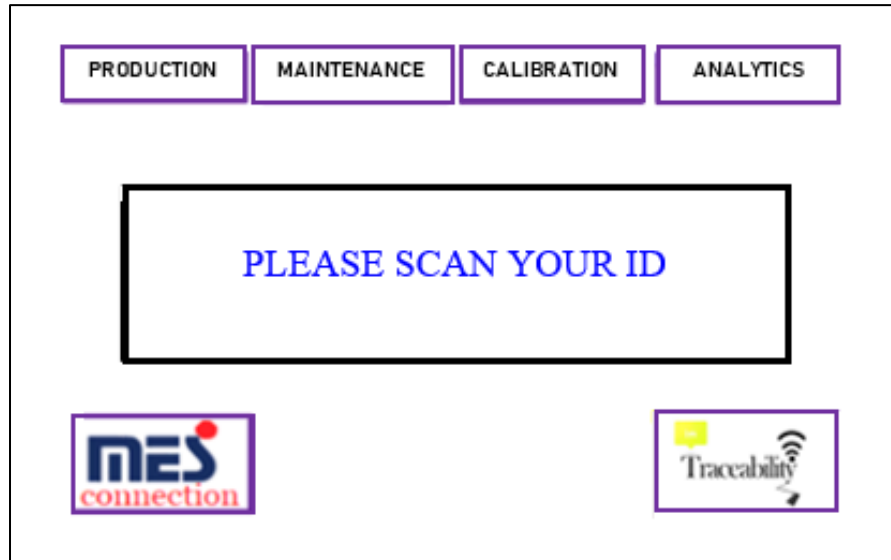 PRODUCTION MAINTENANCE CALIBRATION ANALYTICS
PLEASE SCAN YOUR ID
mes
connection
Traceability